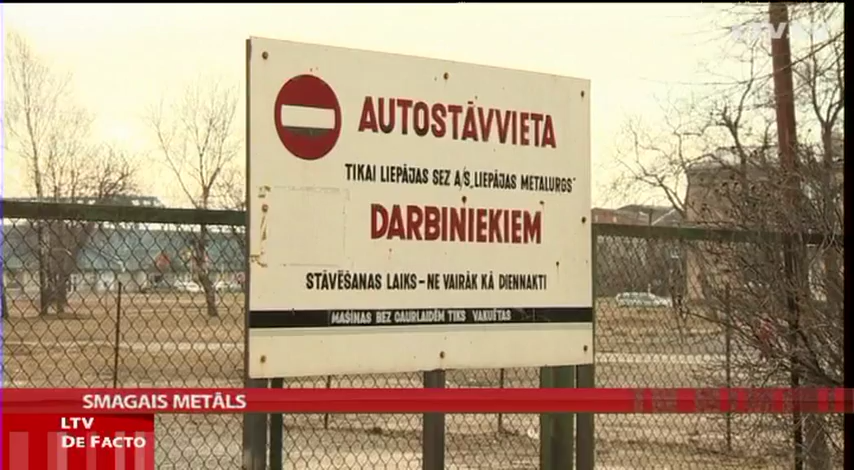 AUTOSTĀVVIETA
TIKAI LIEPĀJAS SEZ A/S „LIEPĀJAS METALURGS"
DARBINIEKIEM
STĀVĒŠANAS LAIKS – NE VAIRĀK KĀ DIENNAKTI
MAŠĪNAS BEZ CAURLAIDĒM TIKS VAKUĒTAS
SMAGAIS METĀLS
LTV
DE FACTO